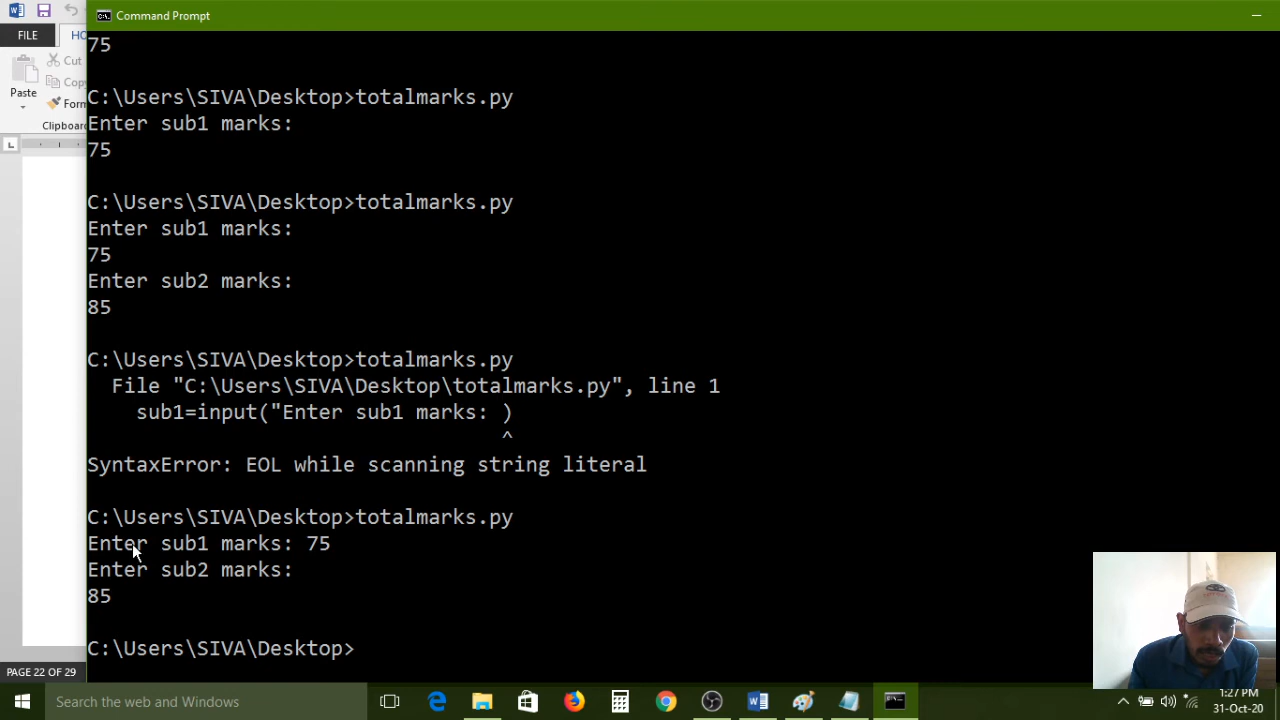 Command Prompt
FILE
HO
Cut
Copy
Paste
Form
Clipboard
75
C:\Users\SIVA\Desktop>totalmarks.py
Enter sub1 marks:
75
C:\Users\SIVA\Desktop>totalmarks.py
Enter sub1 marks:
75
Enter sub2 marks:
85
C:\Users\SIVA\Desktop>totalmarks.py
File "C:\Users\SIVA\Desktop\totalmarks.py", line 1
sub1=input("Enter sub1 marks: )
^
SyntaxError: EOL while scanning string literal
C:\Users\SIVA\Desktop>totalmarks.py
Enter sub1 marks: 75
Enter sub2 marks:
85
C:\Users\SIVA\Desktop>
PAGE 22 OF 29
Search the web and Windows
1:27 PM
31-Oct-20